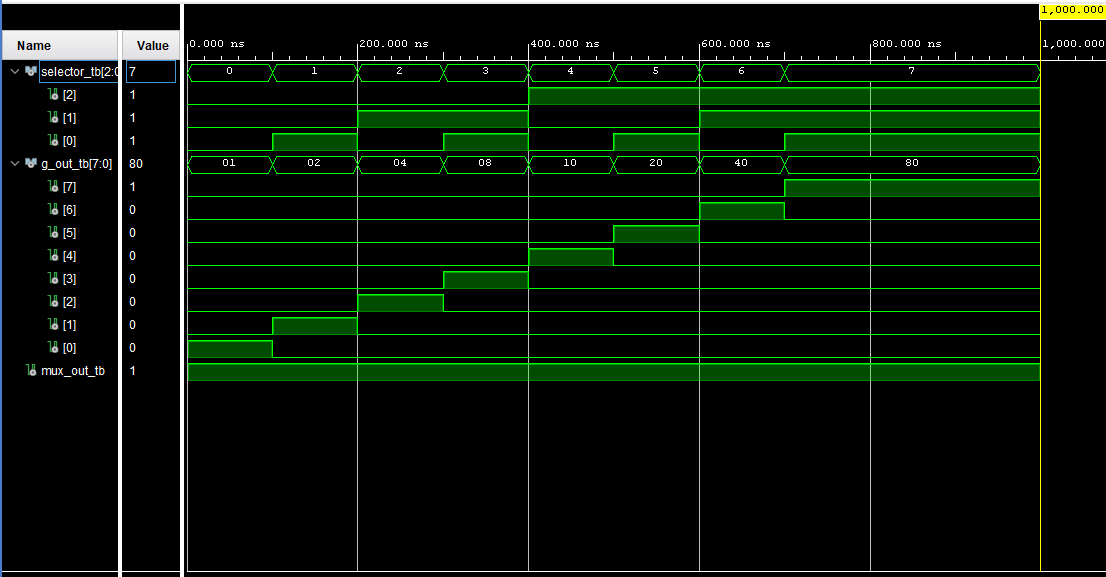 1,000.000
Name Value
0.000 ns 200.000 ns 400.000 ns 600.000 ns 800.000 ns 1,000.000
selector_tb[2:0 7 0 1 2 3 4 5 6 7
[2] 1
[1] 1
[0] 1
g_out_tb[7:0] 80 01 02 04 08 10 20 40 80
[7] 1
[6] 0
[5] 0
[4] 0
[3] 0
[2] 0
[1] 0
[0] 0
mux_out_tb 1